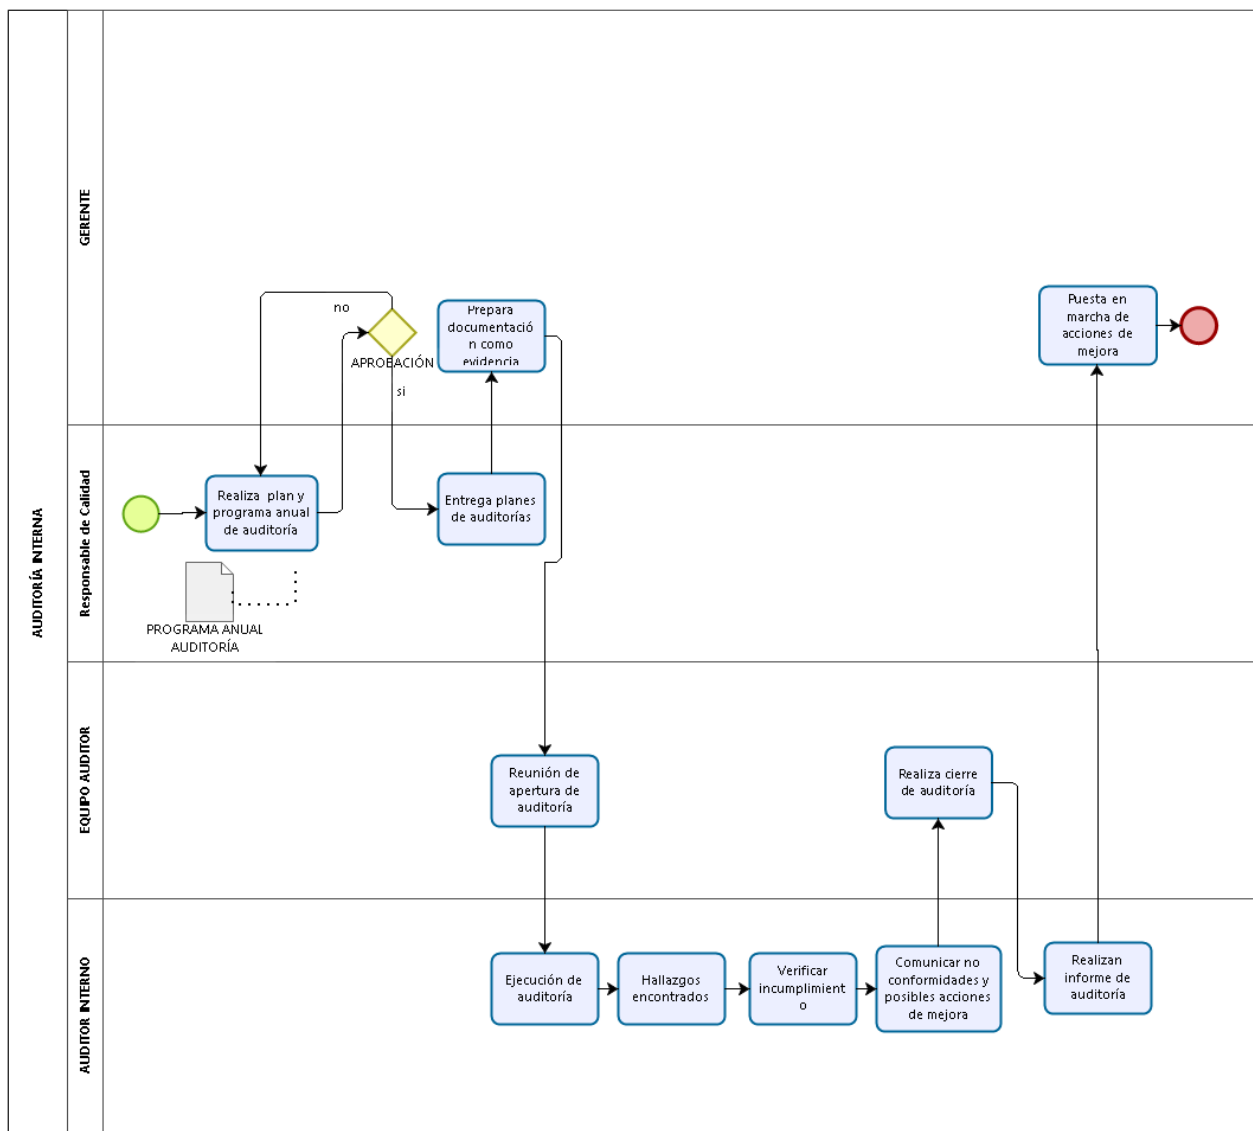 AUDITORÍA INTERNA
GERENTE
no
APROBACIÓN
si
Prepara
documentació
n como
evidencia
Puesta en
marcha de
acciones de
mejora
Responsable de Calidad
Realiza  plan y
programa anual
de auditoría
Entrega planes
de auditorías
PROGRAMA ANUAL
AUDITORÍA
EQUIPO AUDITOR
Reunión de
apertura de
auditoría
Realiza cierre
de auditoría
AUDITOR INTERNO
Ejecución de
auditoría
Hallazgos
encontrados
Verificar
incumplimient
o
Comunicar no
conformidades y
posibles acciones
de mejora
Realizan
informe de
auditoría